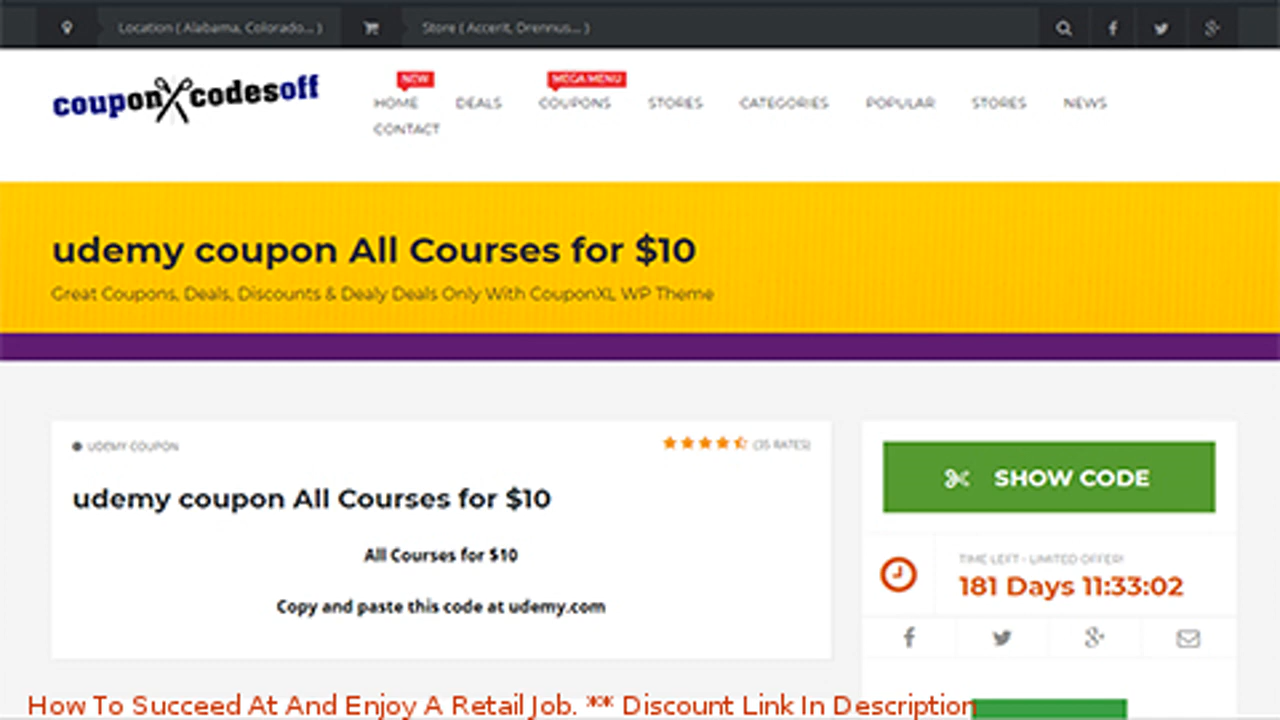 Location ( Alabama, Colorado... )
Store ( Accerit, Drennus... )
couponXcodesoff
NEW
MEGA MENU
HOME DEALS COUPONS STORES CATEGORIES POPULAR STORES NEWS
CONTACT
udemy coupon All Courses for $10
Great Coupons, Deals, Discounts & Dealy Deals Only With CouponXL WP Theme
UDEMY COUPON
(35 RATES)
udemy coupon All Courses for $10
All Courses for $10
Copy and paste this code at udemy.com
SHOW CODE
TIME LEFT - LIMITED OFFER!
181 Days 11:33:02
How To Succeed At And Enjoy A Retail Job. ** Discount Link In Description